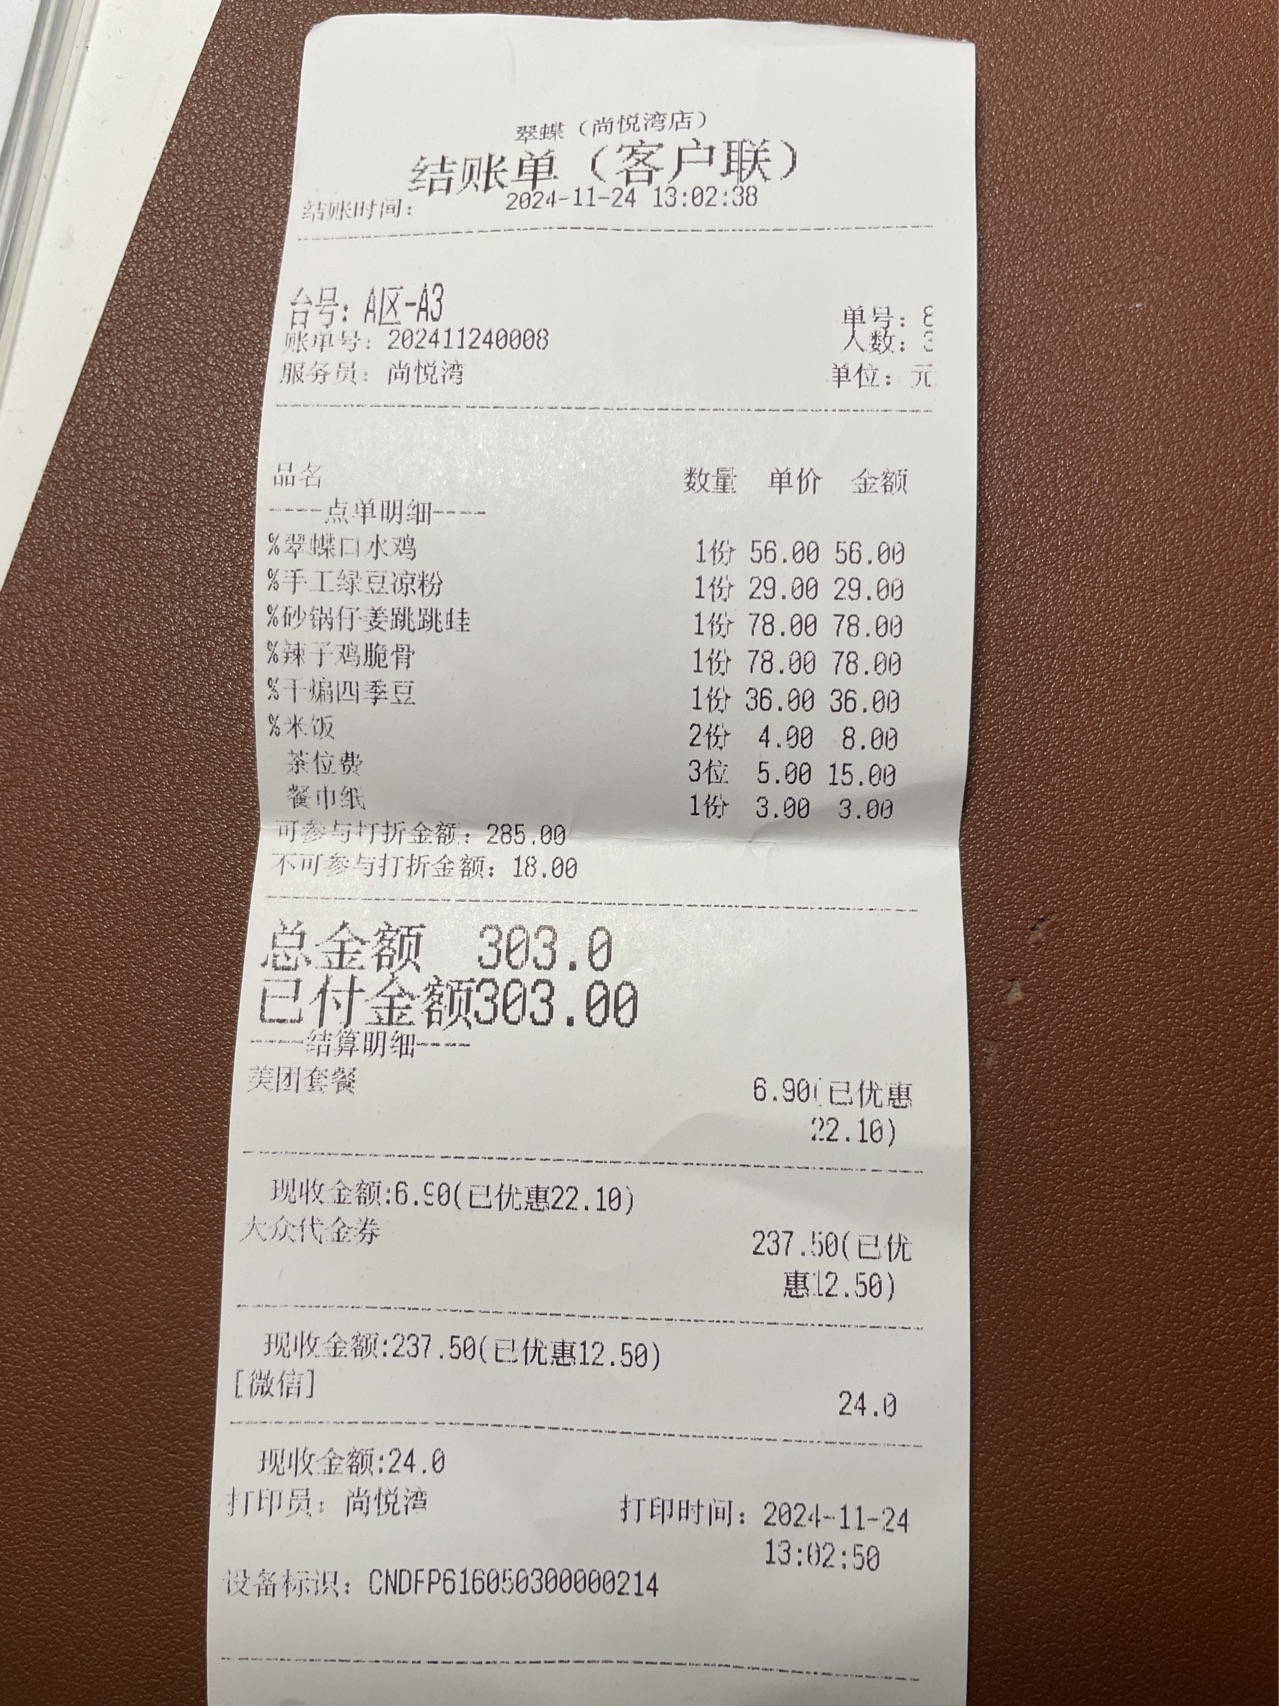 翠蝶（尚悦湾店）
结账单（客户联）
结账时间： 2024-11-24 13:02:38
台号：A区-A3
单号：8
账单号：202411240008 人数：3
服务员：尚悦湾 单位：元
品名 数量 单价 金额
----点单明细----
%翠蝶口水鸡 1份 56.00 56.00
%手工绿豆凉粉 1份 29.00 29.00
%砂锅仔姜跳跳蛙 1份 78.00 78.00
%辣子鸡脆骨 1份 78.00 78.00
%干煸四季豆 1份 36.00 36.00
%米饭 2份 4.00 8.00
茶位费 3位 5.00 15.00
餐巾纸 1份 3.00 3.00
可参与打折金额：285.00
不可参与打折金额：18.00
总金额 303.0
已付金额303.00
----结算明细----
美团套餐 6.90(已优惠
22.10)
现收金额:6.90(已优惠22.10)
大众代金券 237.50(已优
惠12.50)
现收金额:237.50(已优惠12.50)
[微信] 24.0
现收金额:24.0
打印员：尚悦湾 打印时间：2024-11-24
13:02:50
设备标识：CNDFP616050300000214